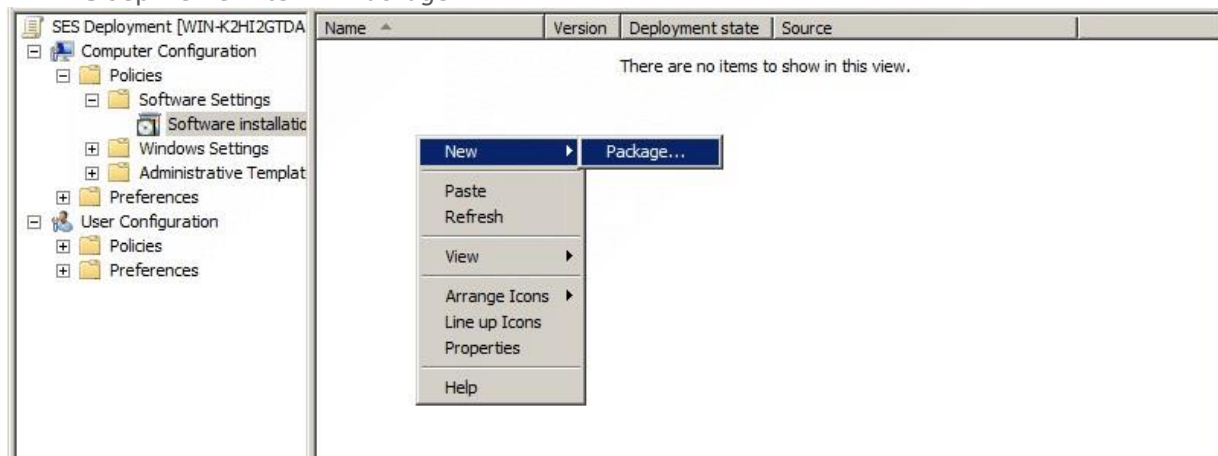 SES Deployment [WIN-K2HI2GTDA
Computer Configuration
Policies
Software Settings
Software installatio
Windows Settings
Administrative Templat
Preferences
User Configuration
Policies
Preferences
Name Version Deployment state Source
There are no items to show in this view.
New Package...
Paste
Refresh
View
Arrange Icons
Line up Icons
Properties
Help